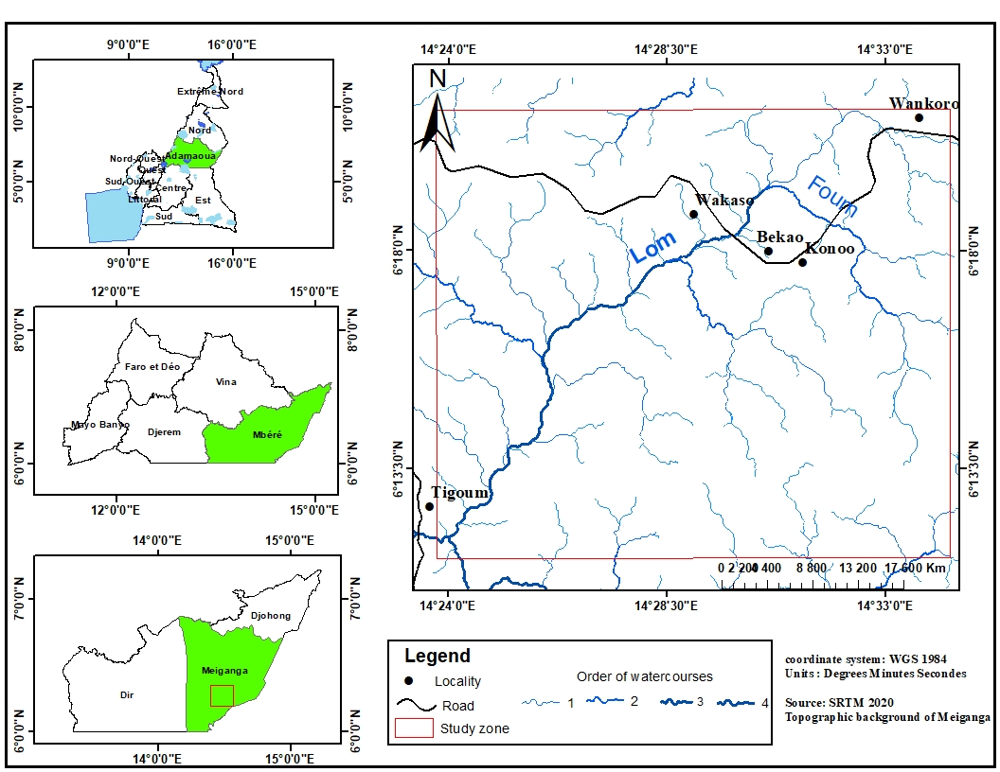 9°0'0"E 16°0'0"E
10°0'0"N
5°0'0"N
Extrême-Nord
Nord
Adamaoua
Nord-Ouest
Ouest
Sud-Ouest
Centre
Littoral
Est
Sud
10°0'0"N
5°0'0"N
9°0'0"E 16°0'0"E
12°0'0"E 15°0'0"E
8°0'0"N
6°0'0"N
Faro et Déo
Vina
Mayo Banyo
Djerem
Mbéré
8°0'0"N
6°0'0"N
12°0'0"E 15°0'0"E
14°0'0"E 15°0'0"E
Djohong
Meiganga
Dir
7°0'0"N
6°0'0"N
14°0'0"E 15°0'0"E
14°24'0"E 14°28'30"E 14°33'0"E
N
Wankoro
Foum
Wakaso
Lom
Bekao
Konoo
Tigoum
6°18'0"N
6°13'30"N
6°18'0"N
6°13'30"N
0 2 200 4 400 8 800 13 200 17 600 Km
14°24'0"E 14°28'30"E 14°33'0"E
Legend
Locality
Road
Study zone
Order of watercourses
1 2 3 4
coordinate system: WGS 1984
Units : Degrees Minutes Secondes
Source: SRTM 2020
Topographic background of Meiganga